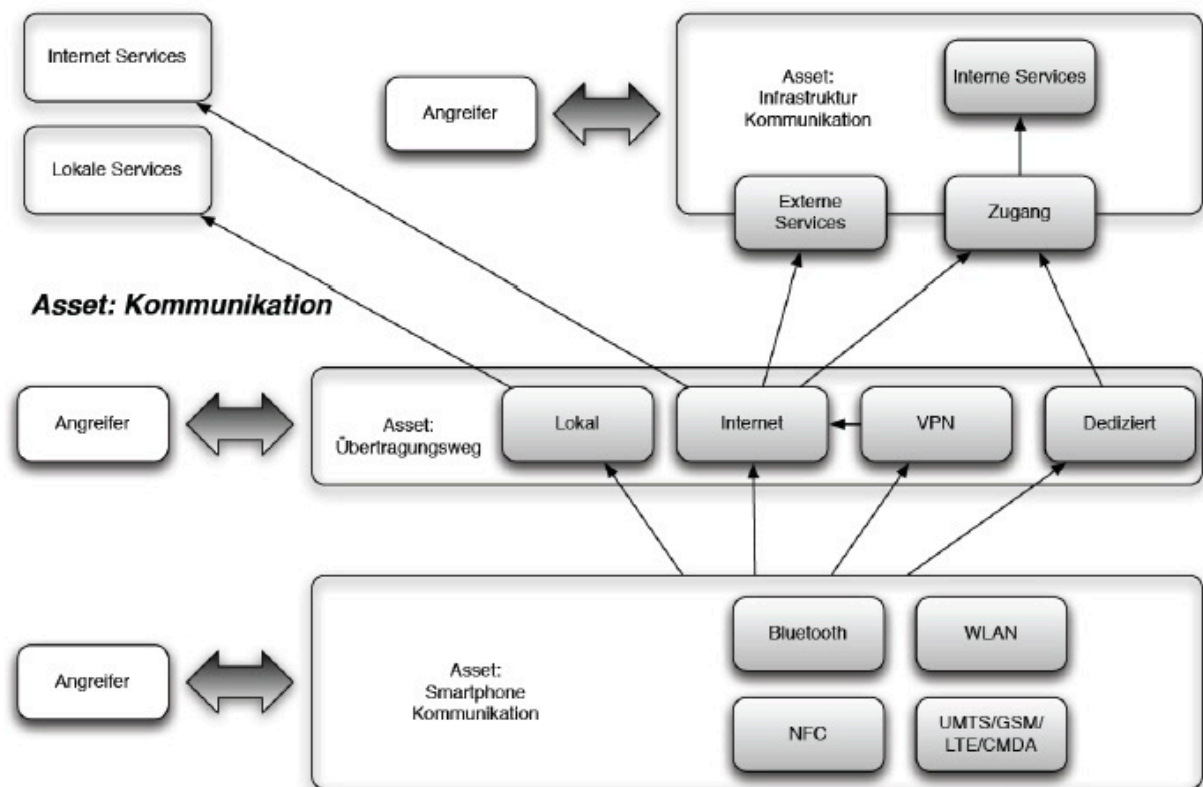 Internet Services
Lokale Services
Angreifer
Asset:
Infrastruktur
Kommunikation
Interne Services
Externe
Services
Zugang
Asset: Kommunikation
Angreifer
Asset:
Übertragungsweg
Lokal
Internet
VPN
Dediziert
Angreifer
Asset:
Smartphone
Kommunikation
Bluetooth
WLAN
NFC
UMTS/GSM/
LTE/CMDA